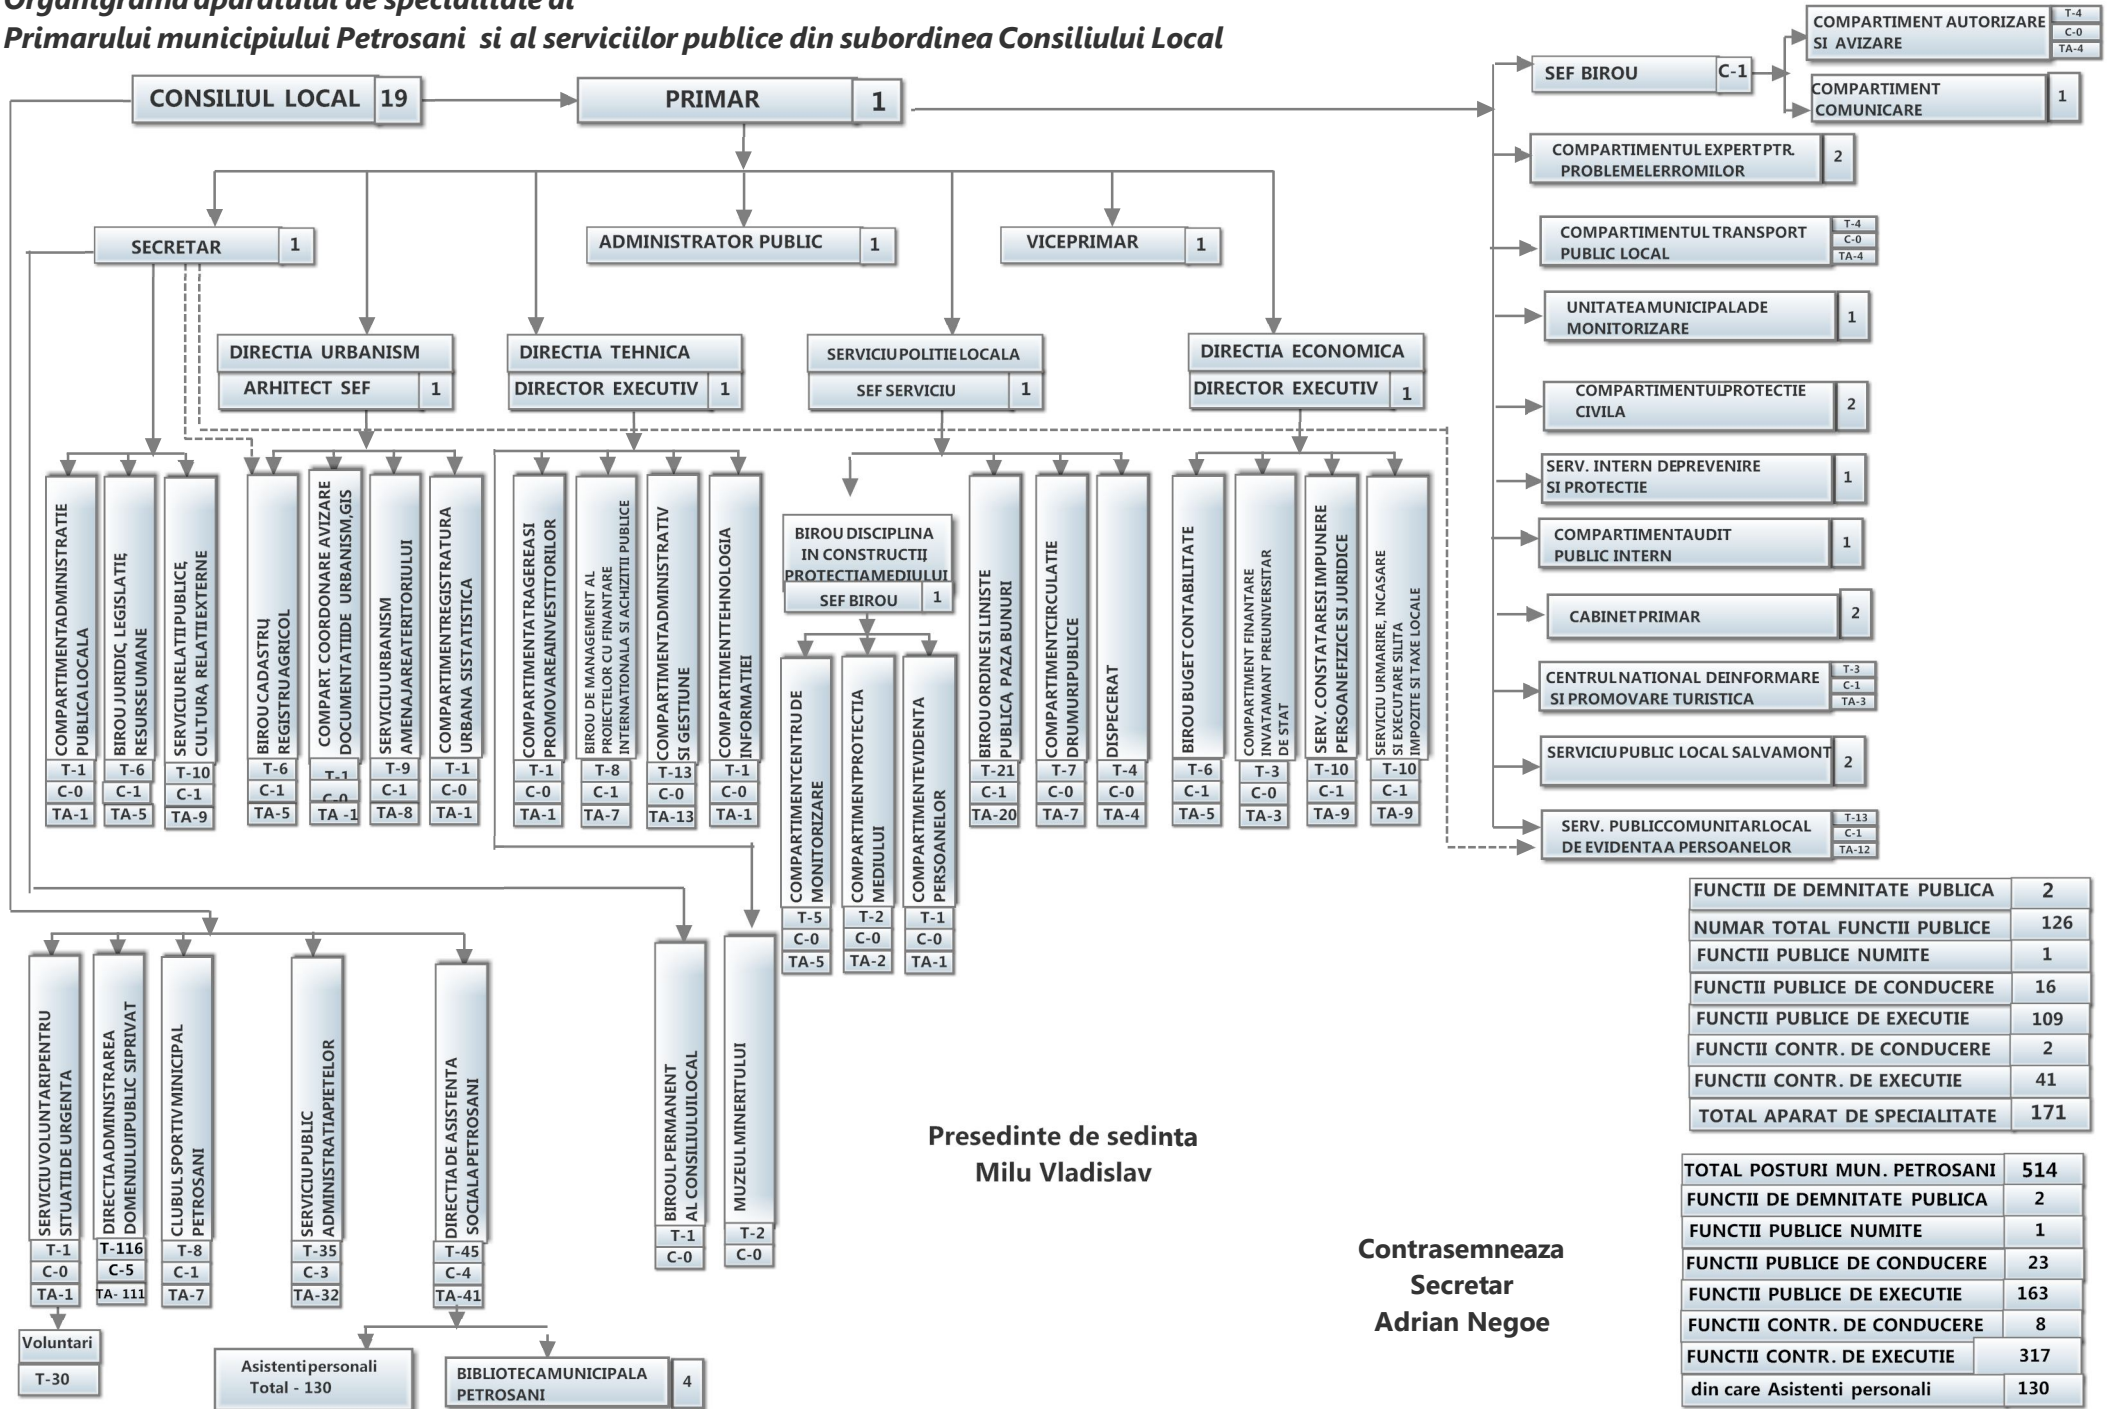 Organigrama aparatului de specialitate al
Primarului municipiului Petrosani si al serviciilor publice din subordinea Consiliului Local
CONSILIUL LOCAL 19
PRIMAR 1
SEF BIROU C-1
COMPARTIMENT AUTORIZARE
SI AVIZARE
T-4
C-0
TA-4
COMPARTIMENT
COMUNICARE
1
COMPARTIMENTUL EXPERT PTR.
PROBLEMELE RROMILOR
2
COMPARTIMENTUL TRANSPORT
PUBLIC LOCAL
T-4
C-0
TA-4
UNITATEA MUNICIPALA DE
MONITORIZARE
1
COMPARTIMENTUL PROTECTIE
CIVILA
2
SERV. INTERN DE PREVENIRE
SI PROTECTIE
1
COMPARTIMENT AUDIT
PUBLIC INTERN
1
CABINET PRIMAR
2
CENTRUL NATIONAL DE INFORMARE
SI PROMOVARE TURISTICA
T-3
C-1
TA-3
SERVICIU PUBLIC LOCAL SALVAMONT
2
SERV. PUBLIC COMUNITAR LOCAL
DE EVIDENTA A PERSOANELOR
T-13
C-1
TA-12
SECRETAR 1
ADMINISTRATOR PUBLIC 1
VICEPRIMAR 1
DIRECTIA URBANISM
ARHITECT SEF 1
DIRECTIA TEHNICA
DIRECTOR EXECUTIV 1
SERVICIU POLITIE LOCALA
SEF SERVICIU 1
DIRECTIA ECONOMICA
DIRECTOR EXECUTIV 1
COMPARTIMENT ADMINISTRATIE
PUBLICA LOCALA
T-1
C-0
TA-1
BIROU JURIDIC, LEGISLATIE,
RESURSE UMANE
T-6
C-1
TA-5
SERVICIU RELATII PUBLICE,
CULTURA, RELATII EXTERNE
T-10
C-1
TA-9
BIROU CADASTRU,
REGISTRU AGRICOL
T-6
C-1
TA-5
COMPART. COORDONARE AVIZARE
DOCUMENTATII DE URBANISM,GIS
T-1
C-0
TA -1
SERVICIU URBANISM
AMENAJAREA TERITORIULUI
T-9
C-1
TA-8
COMPARTIMENT REGISTRATURA
URBANA SI STATISTICA
T-1
C-0
TA-1
COMPARTIMENT ATRAGEREA SI
PROMOVAREA INVESTITORILOR
T-1
C-0
TA-1
BIROU DE MANAGEMENT AL
PROIECTELOR CU FINANTARE
INTERNATIONALA SI ACHIZITII PUBLICE
T-8
C-1
TA-7
COMPARTIMENT ADMINISTRATIV
SI GESTIUNE
T-13
C-0
TA-13
COMPARTIMENT TEHNOLOGIA
INFORMATIEI
T-1
C-0
TA-1
BIROU DISCIPLINA
IN CONSTRUCTII
PROTECTIA MEDIULUI
SEF BIROU 1
COMPARTIMENT CENTRU DE
MONITORIZARE
T-5
C-0
TA-5
COMPARTIMENT PROTECTIA
MEDIULUI
T-2
C-0
TA-2
COMPARTIMENT EVIDENTA
PERSOANELOR
T-1
C-0
TA-1
BIROU ORDINE SI LINISTE
PUBLICA, PAZA BUNURI
T-21
C-1
TA-20
COMPARTIMENT CIRCULATIE
DRUMURI PUBLICE
T-7
C-0
TA-7
DISPECERAT
T-4
C-0
TA-4
BIROU BUGET CONTABILITATE
T-6
C-1
TA-5
COMPARTIMENT FINANTARE
INVATAMANT PREUNIVERSITAR
DE STAT
T-3
C-0
TA-3
SERV. CONSTATARE SI IMPUNERE
PERSOANE FIZICE SI JURIDICE
T-10
C-1
TA-9
SERVICIU URMARIRE, INCASARE
SI EXECUTARE SILITA
IMPOZITE SI TAXE LOCALE
T-10
C-1
TA-9
SERVICIU VOLUNTAR PENTRU
SITUATII DE URGENTA
T-1
C-0
TA-1
Voluntari
T-30
DIRECTIA ADMINISTRAREA
DOMENIULUI PUBLIC SI PRIVAT
T-116
C-5
TA- 111
CLUBUL SPORTIV MINICIPAL
PETROSANI
T-8
C-1
TA-7
SERVICIU PUBLIC
ADMINISTRATIA PIETELOR
T-35
C-3
TA-32
DIRECTIA DE ASISTENTA
SOCIALA PETROSANI
T-45
C-4
TA-41
Asistenti personali
Total - 130
BIBLIOTECA MUNICIPALA
PETROSANI
4
BIROUL PERMANENT
AL CONSILIULUI LOCAL
T-1
C-0
MUZEUL MINERITULUI
T-2
C-0
Presedinte de sedinta
Milu Vladislav
Contrasemneaza
Secretar
Adrian Negoe
FUNCTII DE DEMNITATE PUBLICA 2
NUMAR TOTAL FUNCTII PUBLICE 126
FUNCTII PUBLICE NUMITE 1
FUNCTII PUBLICE DE CONDUCERE 16
FUNCTII PUBLICE DE EXECUTIE 109
FUNCTII CONTR. DE CONDUCERE 2
FUNCTII CONTR. DE EXECUTIE 41
TOTAL APARAT DE SPECIALITATE 171
TOTAL POSTURI MUN. PETROSANI 514
FUNCTII DE DEMNITATE PUBLICA 2
FUNCTII PUBLICE NUMITE 1
FUNCTII PUBLICE DE CONDUCERE 23
FUNCTII PUBLICE DE EXECUTIE 163
FUNCTII CONTR. DE CONDUCERE 8
FUNCTII CONTR. DE EXECUTIE 317
din care Asistenti personali 130